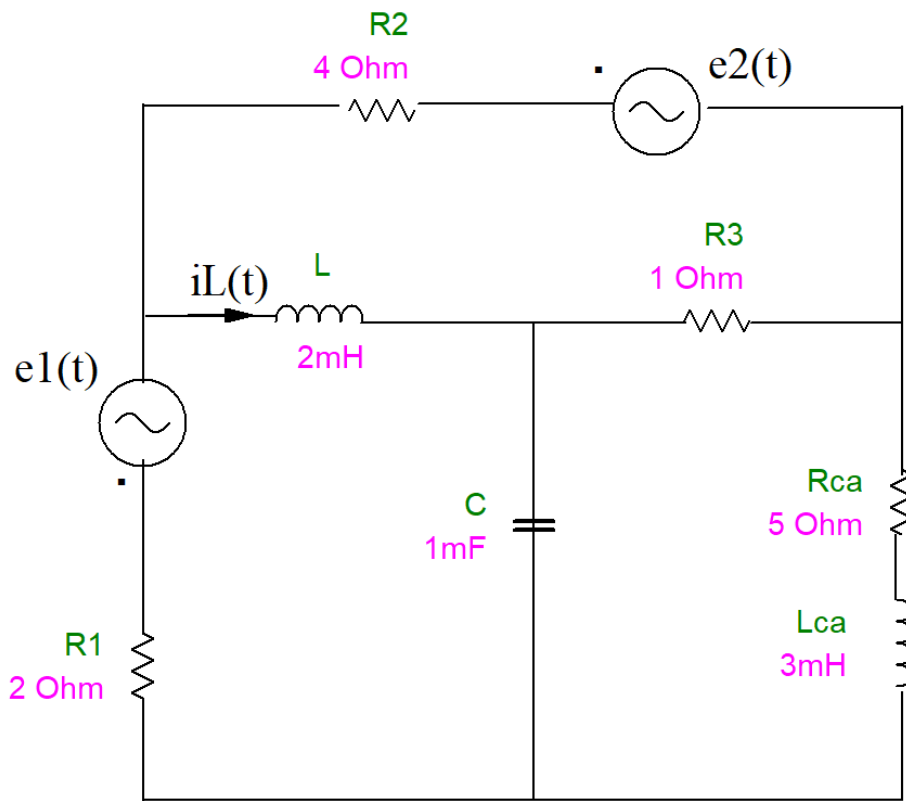 R2
4 Ohm
e2(t)
R3
1 Ohm
iL(t)
L
2mH
e1(t)
C
1mF
Rca
5 Ohm
R1
2 Ohm
Lca
3mH